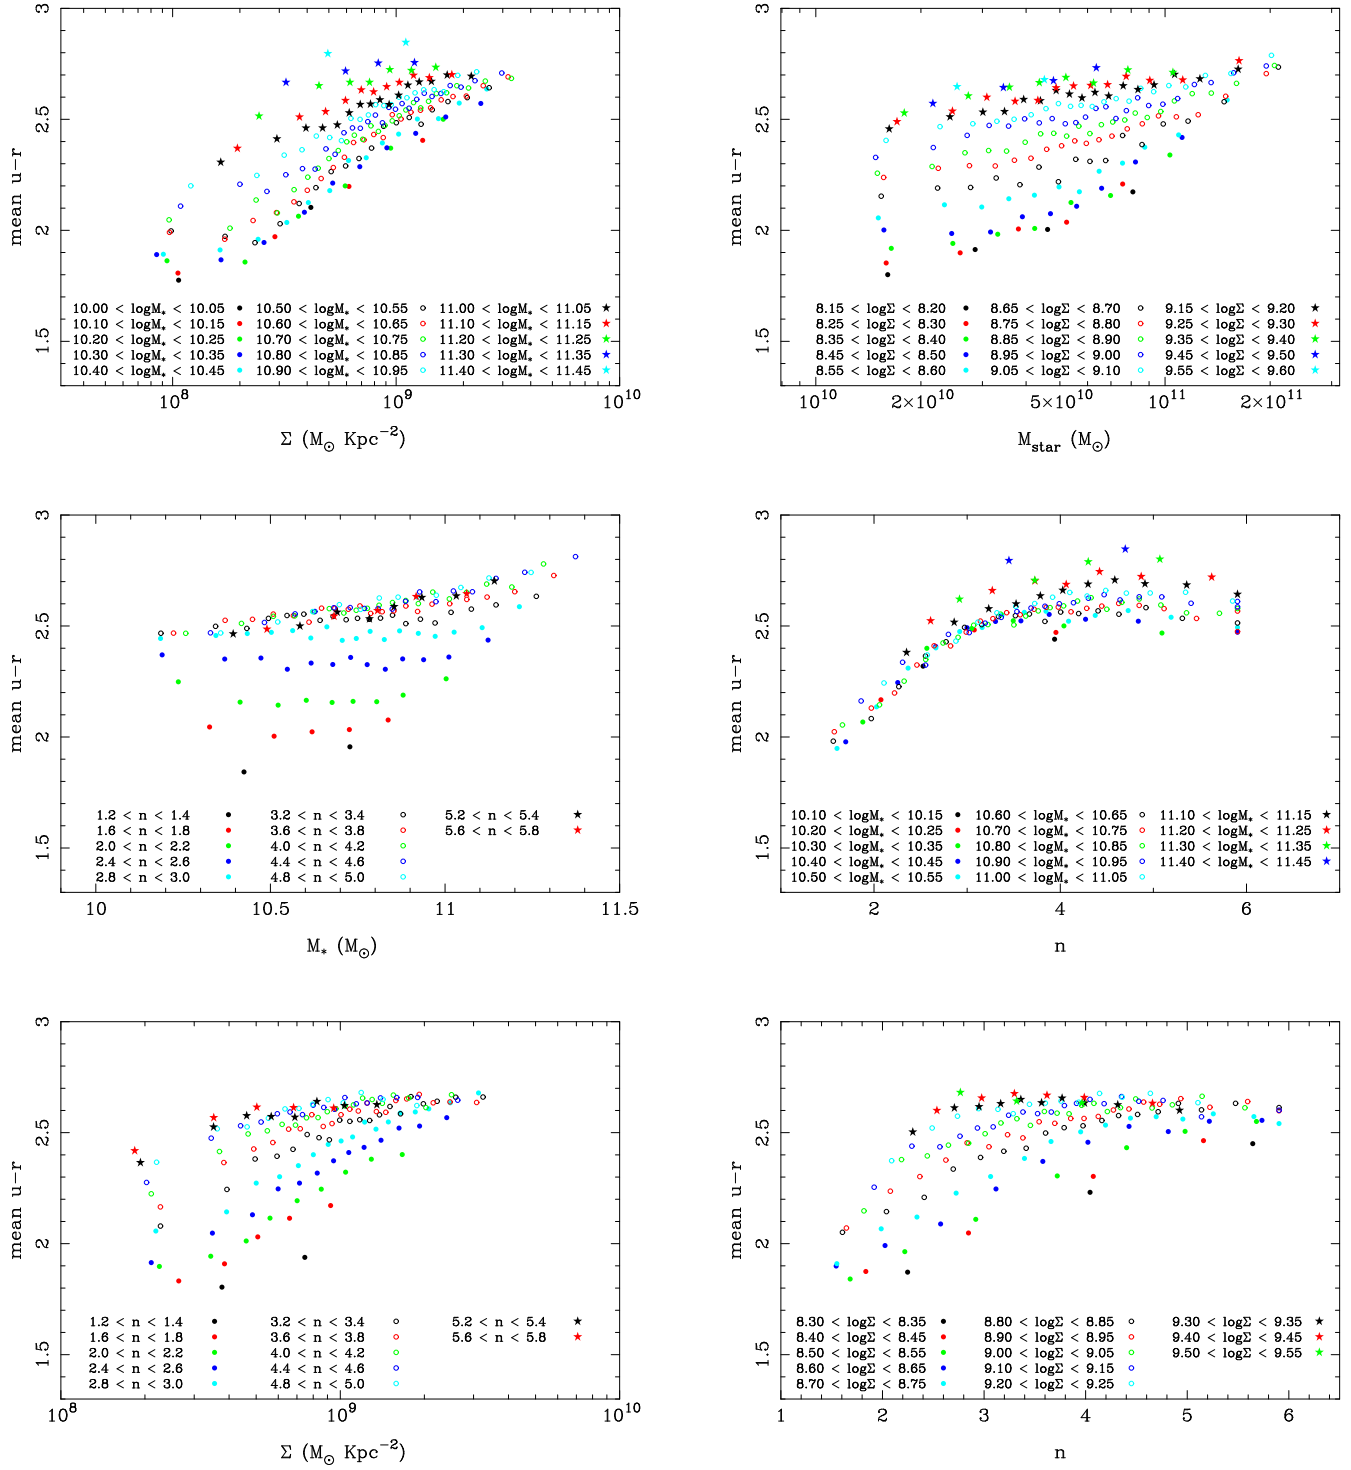 3
2.5
2
1.5
mean u−r
10.00 < logM* < 10.05 10.50 < logM* < 10.55 11.00 < logM* < 11.05
10.10 < logM* < 10.15 10.60 < logM* < 10.65 11.10 < logM* < 11.15
10.20 < logM* < 10.25 10.70 < logM* < 10.75 11.20 < logM* < 11.25
10.30 < logM* < 10.35 10.80 < logM* < 10.85 11.30 < logM* < 11.35
10.40 < logM* < 10.45 10.90 < logM* < 10.95 11.40 < logM* < 11.45
10⁸ 10⁹ 10¹⁰
Σ (M⊙ Kpc⁻²)
3
2.5
2
1.5
mean u−r
8.15 < logΣ < 8.20 8.65 < logΣ < 8.70 9.15 < logΣ < 9.20
8.25 < logΣ < 8.30 8.75 < logΣ < 8.80 9.25 < logΣ < 9.30
8.35 < logΣ < 8.40 8.85 < logΣ < 8.90 9.35 < logΣ < 9.40
8.45 < logΣ < 8.50 8.95 < logΣ < 9.00 9.45 < logΣ < 9.50
8.55 < logΣ < 8.60 9.05 < logΣ < 9.10 9.55 < logΣ < 9.60
10¹⁰ 2×10¹⁰ 5×10¹⁰ 10¹¹ 2×10¹¹
Mstar (M⊙)
3
2.5
2
1.5
mean u−r
1.2 < n < 1.4 3.2 < n < 3.4 5.2 < n < 5.4
1.6 < n < 1.8 3.6 < n < 3.8 5.6 < n < 5.8
2.0 < n < 2.2 4.0 < n < 4.2
2.4 < n < 2.6 4.4 < n < 4.6
2.8 < n < 3.0 4.8 < n < 5.0
10 10.5 11 11.5
M* (M⊙)
3
2.5
2
1.5
mean u−r
10.10 < logM* < 10.15 10.60 < logM* < 10.65 11.10 < logM* < 11.15
10.20 < logM* < 10.25 10.70 < logM* < 10.75 11.20 < logM* < 11.25
10.30 < logM* < 10.35 10.80 < logM* < 10.85 11.30 < logM* < 11.35
10.40 < logM* < 10.45 10.90 < logM* < 10.95 11.40 < logM* < 11.45
10.50 < logM* < 10.55 11.00 < logM* < 11.05
2 4 6
n
3
2.5
2
1.5
mean u−r
1.2 < n < 1.4 3.2 < n < 3.4 5.2 < n < 5.4
1.6 < n < 1.8 3.6 < n < 3.8 5.6 < n < 5.8
2.0 < n < 2.2 4.0 < n < 4.2
2.4 < n < 2.6 4.4 < n < 4.6
2.8 < n < 3.0 4.8 < n < 5.0
10⁸ 10⁹ 10¹⁰
Σ (M⊙ Kpc⁻²)
3
2.5
2
1.5
mean u−r
8.30 < logΣ < 8.35 8.80 < logΣ < 8.85 9.30 < logΣ < 9.35
8.40 < logΣ < 8.45 8.90 < logΣ < 8.95 9.40 < logΣ < 9.45
8.50 < logΣ < 8.55 9.00 < logΣ < 9.05 9.50 < logΣ < 9.55
8.60 < logΣ < 8.65 9.10 < logΣ < 9.15
8.70 < logΣ < 8.75 9.20 < logΣ < 9.25
1 2 3 4 5 6
n